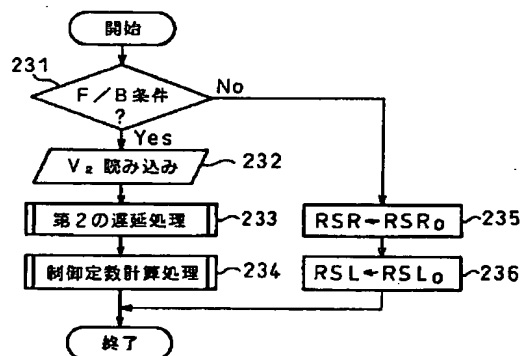 開始
231
F/B条件
?
No
Yes
V₂ 読み込み
232
第2の遅延処理
233
RSR←RSR₀
235
制御定数計算処理
234
RSL←RSL₀
236
終了